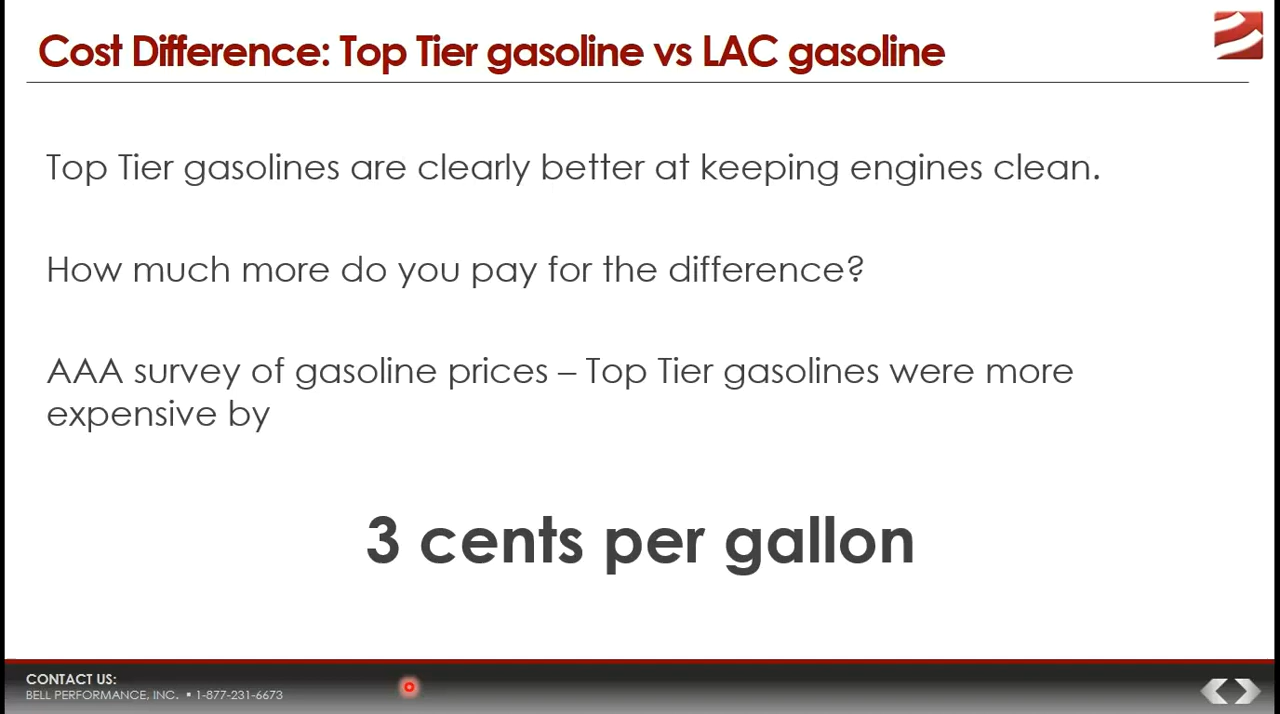 Cost Difference: Top Tier gasoline vs LAC gasoline
Top Tier gasolines are clearly better at keeping engines clean.
How much more do you pay for the difference?
AAA survey of gasoline prices – Top Tier gasolines were more
expensive by
3 cents per gallon
CONTACT US:
BELL PERFORMANCE, INC. ▪ 1-877-231-6673